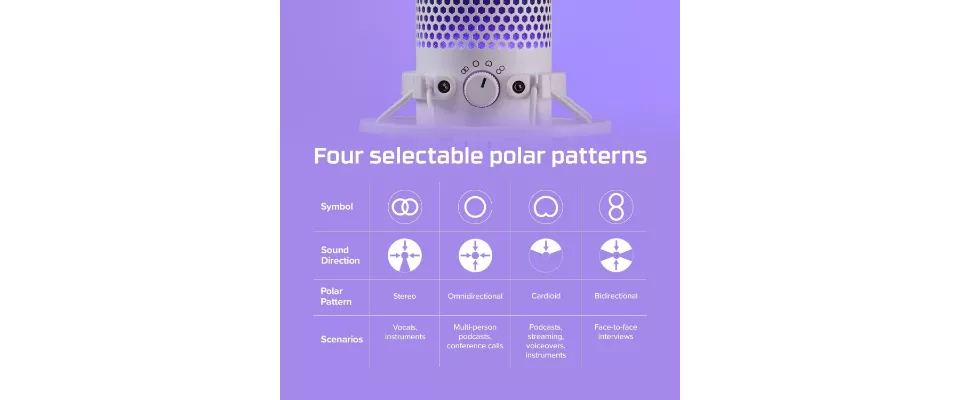 Four selectable polar patterns
Symbol
Sound
Direction
Polar
Pattern
Stereo
Omnidirectional
Cardioid
Bidirectional
Scenarios
Vocals,
instruments
Multi-person
podcasts,
conference calls
Podcasts,
streaming,
voiceovers,
instruments
Face-to-face
interviews